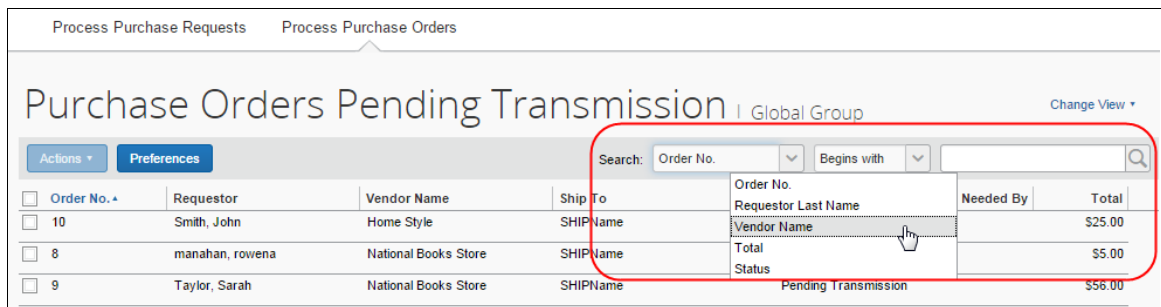 Process Purchase Requests Process Purchase Orders
Purchase Orders Pending Transmission | Global Group Change View
Actions Preferences Search: Order No. Begins with
Order No. Requestor Vendor Name Ship To Needed By Total
Order No.
Requestor Last Name
Vendor Name
Total
Status
10 Smith, John Home Style SHIPName $25.00
8 manahan, rowena National Books Store SHIPName $5.00
9 Taylor, Sarah National Books Store SHIPName Pending Transmission $56.00